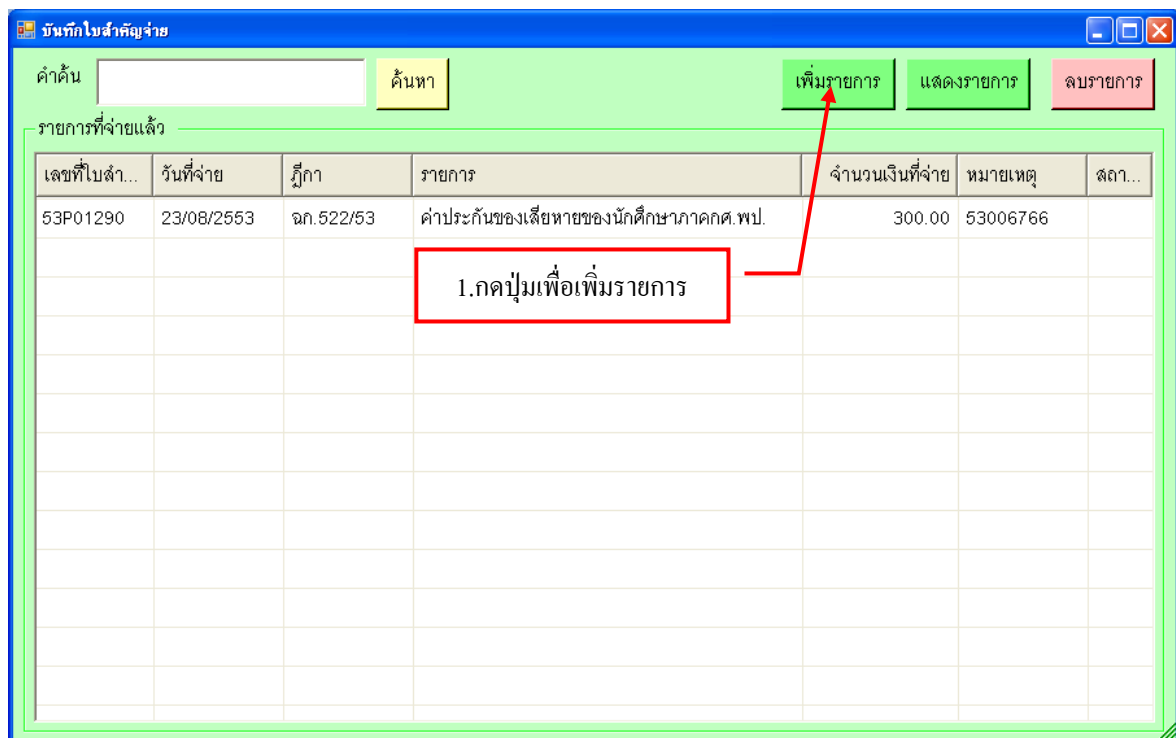 บันทึกใบสำคัญจ่าย
คำค้น ค้นหา เพิ่มรายการ แสดงรายการ ลบรายการ
รายการที่จ่ายแล้ว
เลขที่ใบสำ... วันที่จ่าย ฎีกา รายการ จำนวนเงินที่จ่าย หมายเหตุ สถา...
53P01290 23/08/2553 ฉก.522/53 ค่าประกันของเสียหายของนักศึกษาภาคกศ.พป. 300.00 53006766
1.กดปุ่มเพื่อเพิ่มรายการ